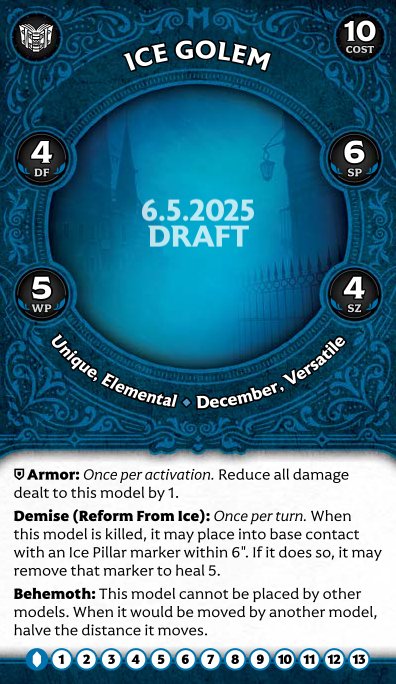 10
COST
ICE GOLEM
4
DF
6
SP
6.5.2025
DRAFT
5
WP
4
SZ
Unique, Elemental ◆ December, Versatile
Armor: Once per activation. Reduce all damage
dealt to this model by 1.
Demise (Reform From Ice): Once per turn. When
this model is killed, it may place into base contact
with an Ice Pillar marker within 6". If it does so, it may
remove that marker to heal 5.
Behemoth: This model cannot be placed by other
models. When it would be moved by another model,
halve the distance it moves.
1 2 3 4 5 6 7 8 9 10 11 12 13